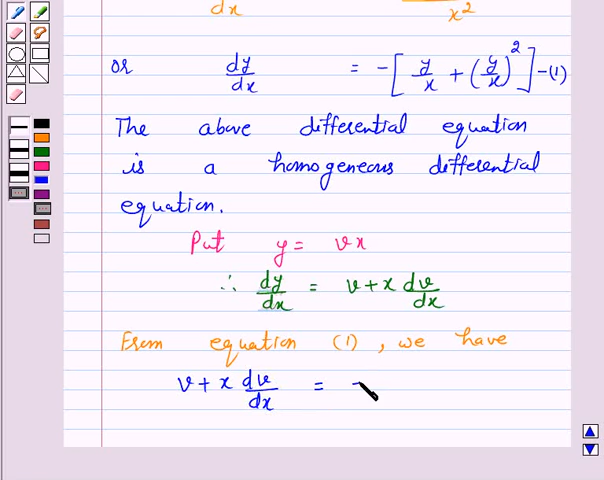 dx x²
or dy/dx = -[y/x + (y/x)²] -(1)
The above differential equation
is a homogeneous differential
equation.
Put y = vx
∴ dy/dx = v + x dv/dx
From equation (1), we have
v + x dv/dx = -